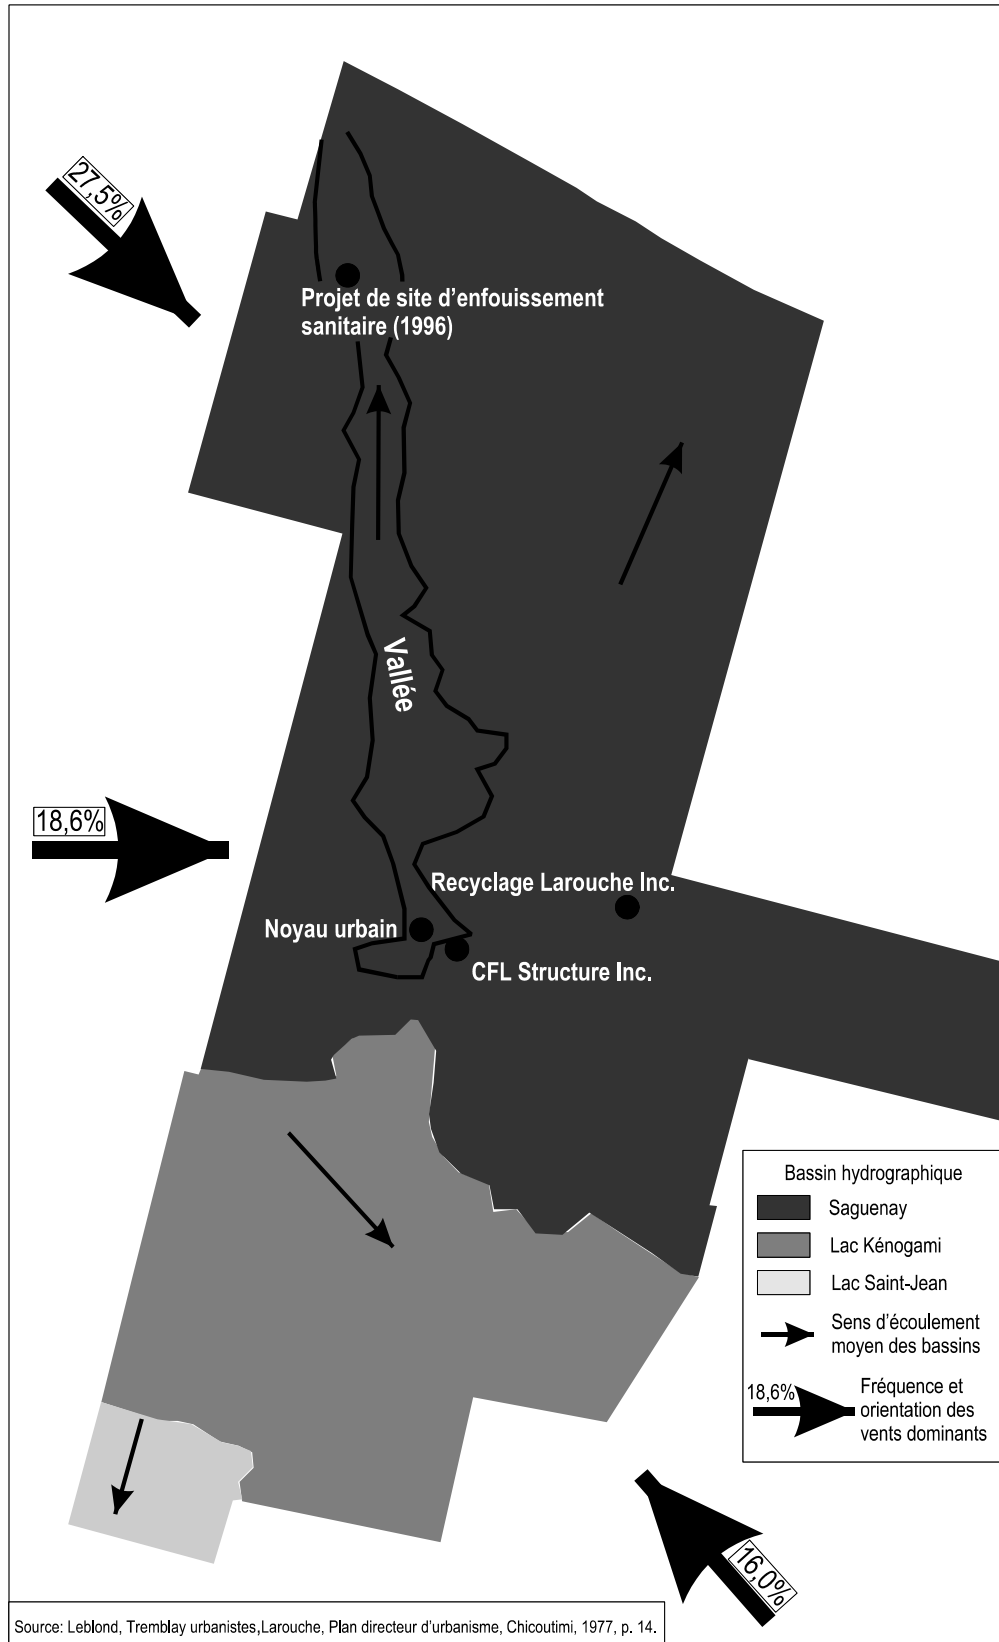 27,5%
Projet de site d'enfouissement
sanitaire (1996)
Vallée
18,6%
Recyclage Larouche Inc.
Noyau urbain
CFL Structure Inc.
Bassin hydrographique
Saguenay
Lac Kénogami
Lac Saint-Jean
Sens d'écoulement
moyen des bassins
18,6%
Fréquence et
orientation des
vents dominants
16,0%
Source: Leblond, Tremblay urbanistes,Larouche, Plan directeur d'urbanisme, Chicoutimi, 1977, p. 14.